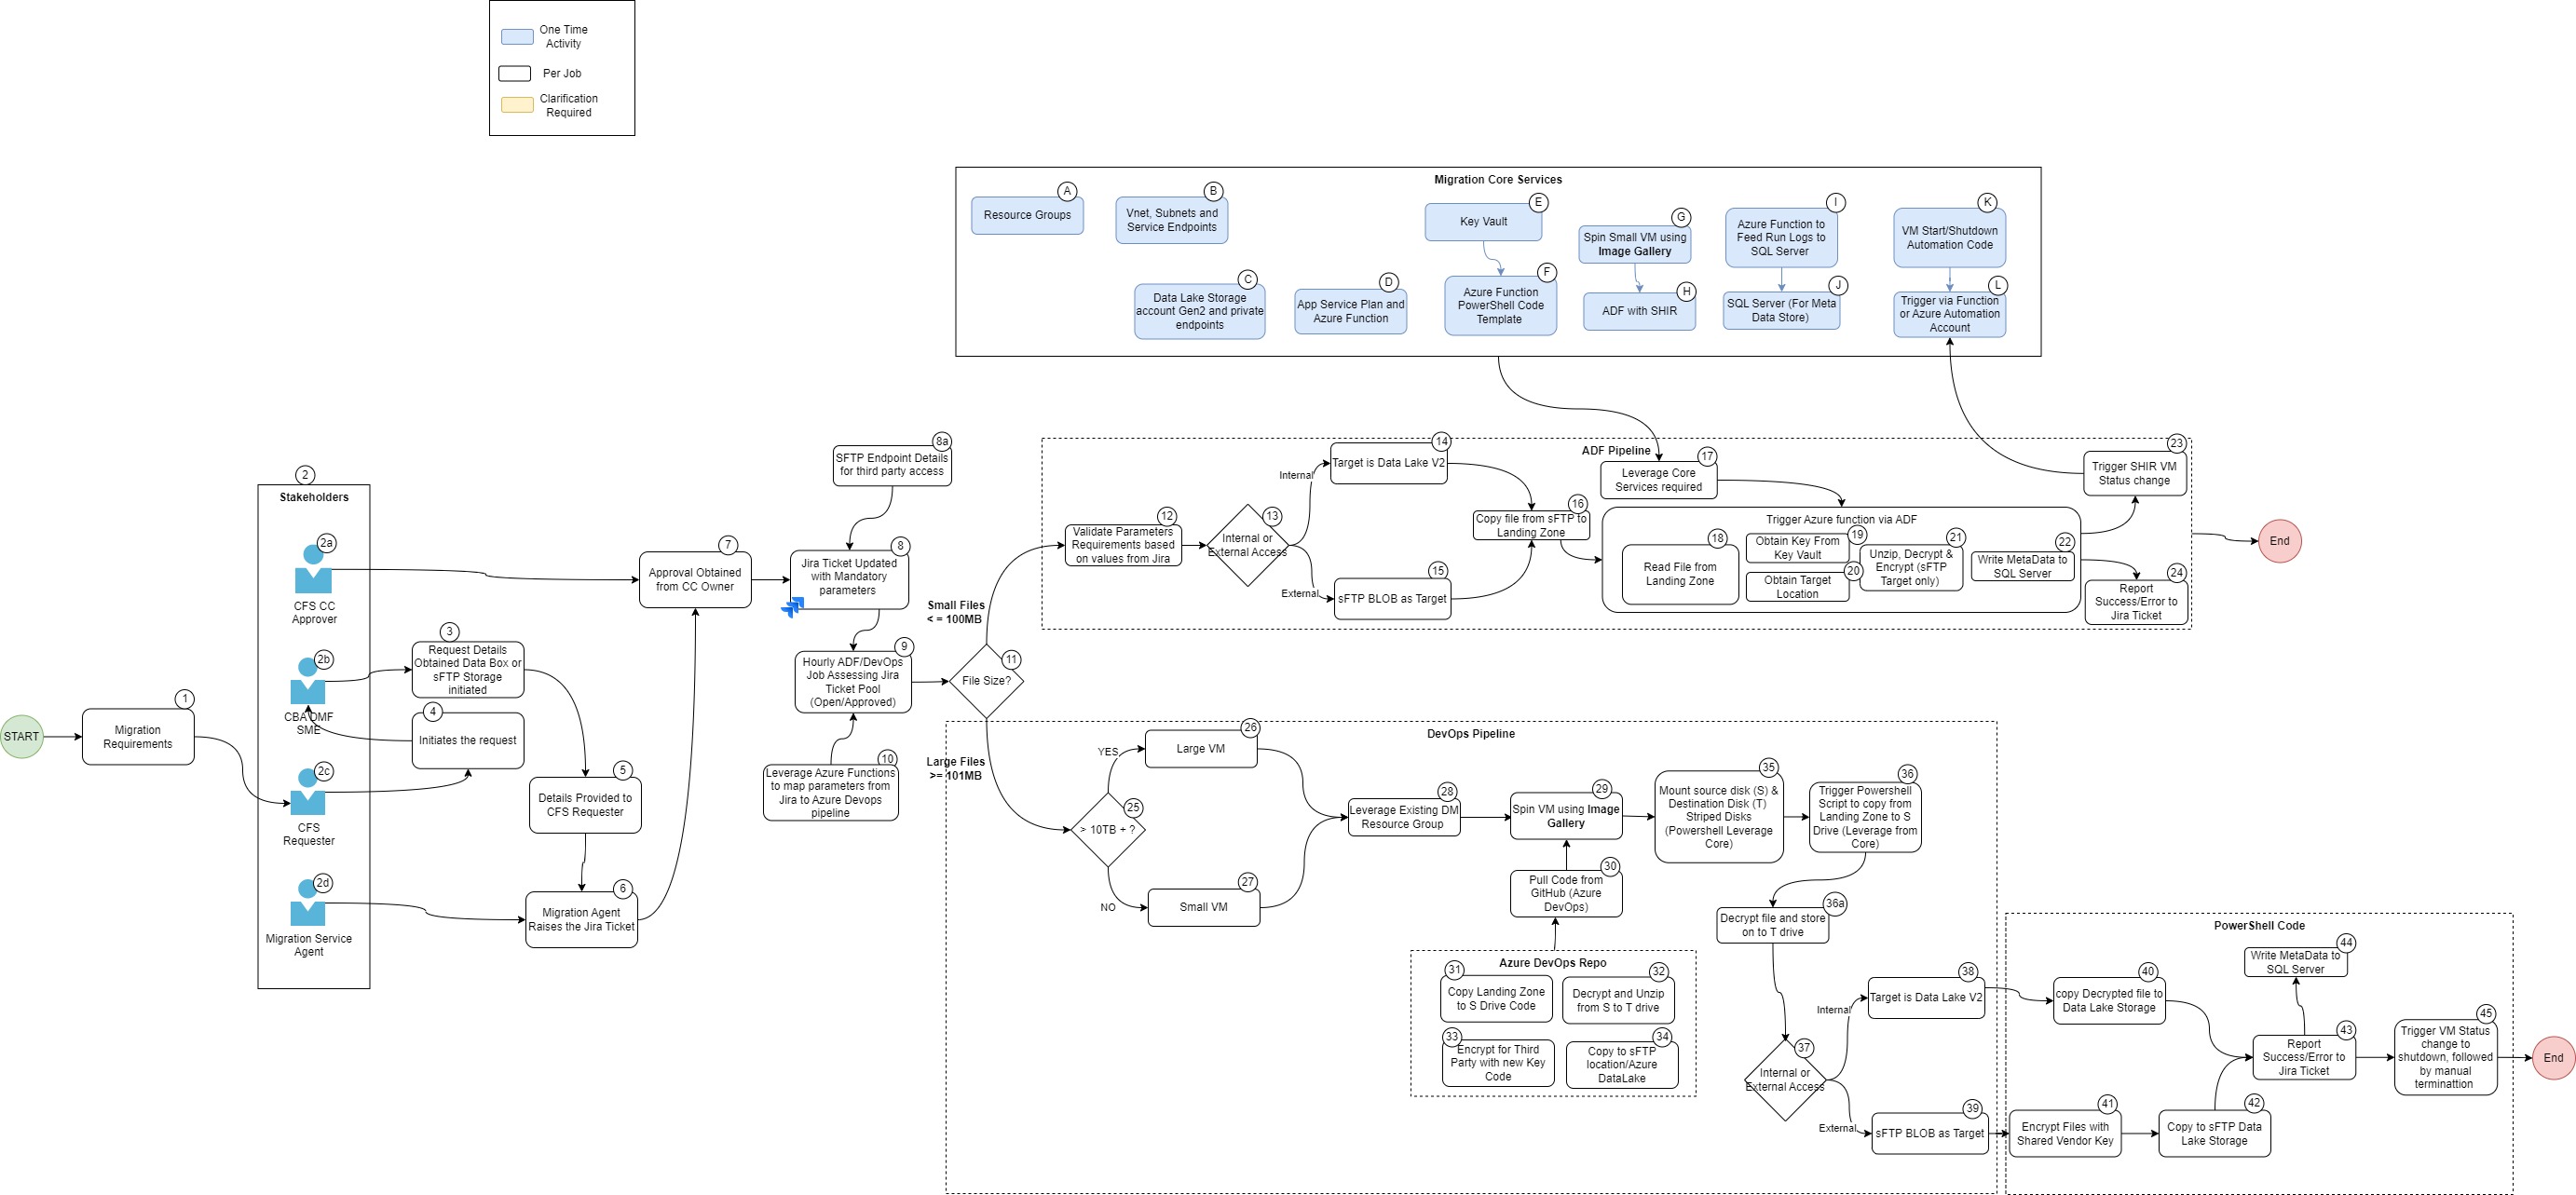 One Time
Activity
Per Job
Clarification
Required
Migration Core Services
A
Resource Groups
B
Vnet, Subnets and
Service Endpoints
C
Data Lake Storage
account Gen2 and private
endpoints
D
App Service Plan and
Azure Function
E
Key Vault
F
Azure Function
PowerShell Code
Template
G
Spin Small VM using
Image Gallery
H
ADF with SHIR
I
Azure Function to
Feed Run Logs to
SQL Server
J
SQL Server (For Meta
Data Store)
K
VM Start/Shutdown
Automation Code
L
Trigger via Function
or Azure Automation
Account
START
1
Migration
Requirements
2
Stakeholders
2a
CFS CC
Approver
2b
CBA DMF
SME
2c
CFS
Requester
2d
Migration Service
Agent
3
Request Details
Obtained Data Box or
sFTP Storage
initiated
4
Initiates the request
5
Details Provided to
CFS Requester
6
Migration Agent
Raises the Jira Ticket
7
Approval Obtained
from CC Owner
8a
SFTP Endpoint Details
for third party access
8
Jira Ticket Updated
with Mandatory
parameters
9
Hourly ADF/DevOps
Job Assessing Jira
Ticket Pool
(Open/Approved)
10
Leverage Azure Functions
to map parameters from
Jira to Azure Devops
pipeline
11
File Size?
Small Files
< = 100MB
Large Files
>= 101MB
ADF Pipeline
12
Validate Parameters
Requirements based
on values from Jira
13
Internal or
External Access
Internal
External
14
Target is Data Lake V2
15
sFTP BLOB as Target
16
Copy file from sFTP to
Landing Zone
17
Leverage Core
Services required
Trigger Azure function via ADF
18
Read File from
Landing Zone
19
Obtain Key From
Key Vault
20
Obtain Target
Location
21
Unzip, Decrypt &
Encrypt (sFTP
Target only)
22
Write MetaData to
SQL Server
23
Trigger SHIR VM
Status change
24
Report
Success/Error to
Jira Ticket
End
DevOps Pipeline
25
> 10TB + ?
YES
NO
26
Large VM
27
Small VM
28
Leverage Existing DM
Resource Group
29
Spin VM using Image
Gallery
30
Pull Code from
GitHub (Azure
DevOps)
Azure DevOps Repo
31
Copy Landing Zone
to S Drive Code
32
Decrypt and Unzip
from S to T drive
33
Encrypt for Third
Party with new Key
Code
34
Copy to sFTP
location/Azure
DataLake
35
Mount source disk (S) &
Destination Disk (T)
Striped Disks
(Powershell Leverage
Core)
36
Trigger Powershell
Script to copy from
Landing Zone to S
Drive (Leverage from
Core)
36a
Decrypt file and store
on to T drive
37
Internal or
External Access
Internal
External
38
Target is Data Lake V2
39
sFTP BLOB as Target
PowerShell Code
40
copy Decrypted file to
Data Lake Storage
41
Encrypt Files with
Shared Vendor Key
42
Copy to sFTP Data
Lake Storage
43
Report
Success/Error to
Jira Ticket
44
Write MetaData to
SQL Server
45
Trigger VM Status
change to
shutdown, followed
by manual
terminattion
End